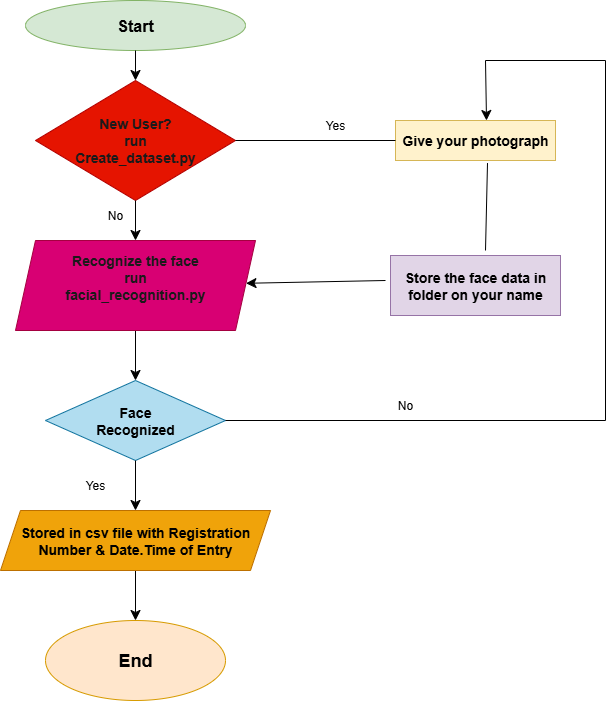 Start
New User?
run
Create_dataset.py
Yes
Give your photograph
No
Recognize the face
run
facial_recognition.py
Store the face data in
folder on your name
Face
Recognized
No
Yes
Stored in csv file with Registration
Number & Date.Time of Entry
End